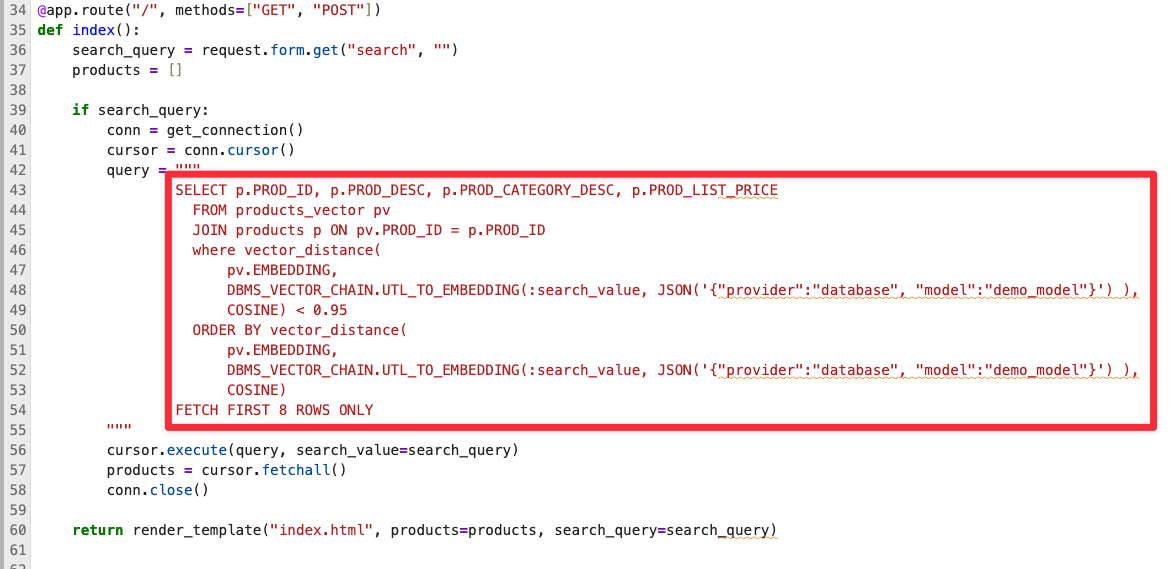 34 @app.route("/", methods=["GET", "POST"])
35 def index():
36     search_query = request.form.get("search", "")
37     products = []
38
39     if search_query:
40         conn = get_connection()
41         cursor = conn.cursor()
42         query = """
43                 SELECT p.PROD_ID, p.PROD_DESC, p.PROD_CATEGORY_DESC, p.PROD_LIST_PRICE
44                   FROM products_vector pv
45                   JOIN products p ON pv.PROD_ID = p.PROD_ID
46                   where vector_distance(
47                       pv.EMBEDDING,
48                       DBMS_VECTOR_CHAIN.UTL_TO_EMBEDDING(:search_value, JSON('{"provider":"database", "model":"demo_model"}') ),
49                       COSINE) < 0.95
50                   ORDER BY vector_distance(
51                       pv.EMBEDDING,
52                       DBMS_VECTOR_CHAIN.UTL_TO_EMBEDDING(:search_value, JSON('{"provider":"database", "model":"demo_model"}') ),
53                       COSINE)
54                 FETCH FIRST 8 ROWS ONLY
55         """
56         cursor.execute(query, search_value=search_query)
57         products = cursor.fetchall()
58         conn.close()
59
60     return render_template("index.html", products=products, search_query=search_query)
61